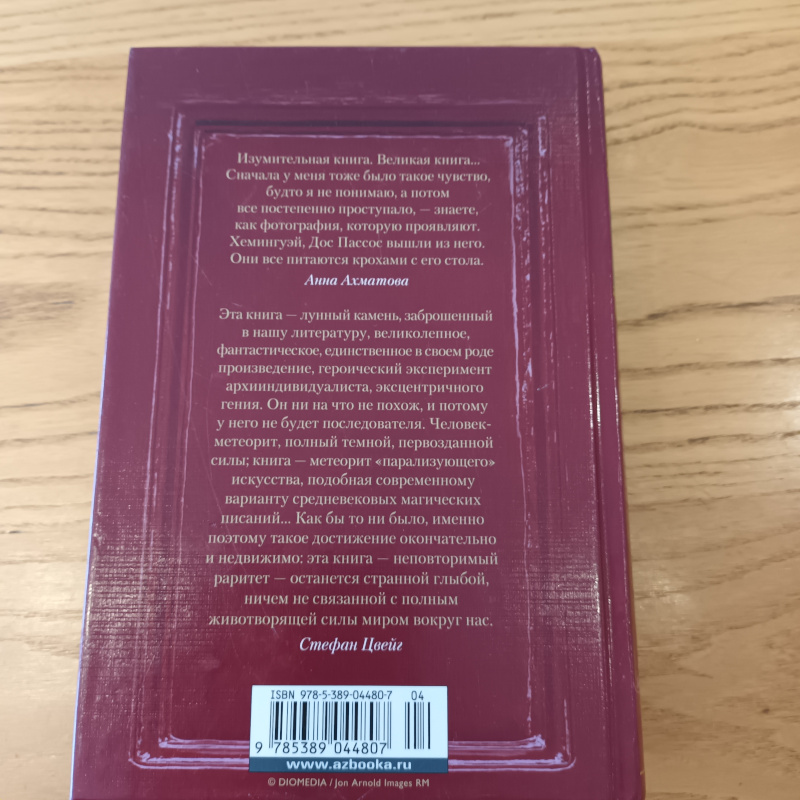 Изумительная книга. Великая книга...
Сначала у меня тоже было такое чувство,
будто я не понимаю, а потом
все постепенно проступало, — знаете,
как фотография, которую проявляют.
Хемингуэй, Дос Пассос вышли из него.
Они все питаются крохами с его стола.
Анна Ахматова
Эта книга — лунный камень, заброшенный
в нашу литературу, великолепное,
фантастическое, единственное в своем роде
произведение, героический эксперимент
архииндивидуалиста, эксцентричного
гения. Он ни на что не похож, и потому
у него не будет последователя. Человек-
метеорит, полный темной, первозданной
силы; книга — метеорит «парализующего»
искусства, подобная современному
варианту средневековых магических
писаний... Как бы то ни было, именно
поэтому такое достижение окончательно
и недвижимо: эта книга — неповторимый
раритет — останется странной глыбой,
ничем не связанной с полным
животворящей силы миром вокруг нас.
Стефан Цвейг
ISBN 978-5-389-04480-7 04
9 785389 044807
www.azbooka.ru
© DIOMEDIA / Jon Arnold Images RM